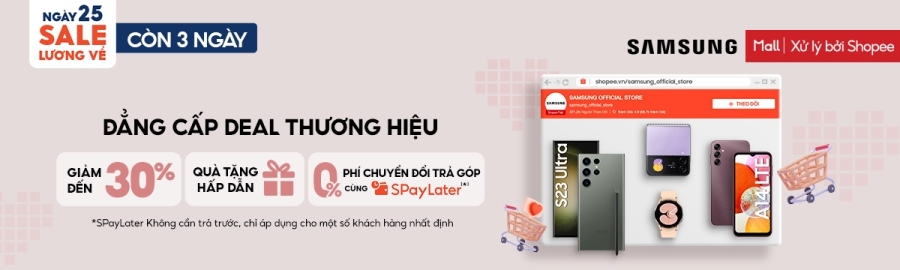 NGÀY 25
SALE
LƯƠNG VỀ
CÒN 3 NGÀY
SAMSUNG
Mall | Xử lý bởi Shopee
shopee.vn/samsung_official_store
SAMSUNG
SAMSUNG OFFICIAL STORE
samsung_official_store
+ THEO DÕI
ĐẲNG CẤP DEAL THƯƠNG HIỆU
GIẢM
ĐẾN
30%
QUÀ TẶNG
HẤP DẪN
0%
PHÍ CHUYỂN ĐỔI TRẢ GÓP
CÙNG SPayLater(*)
*SPayLater Không cần trả trước, chỉ áp dụng cho một số khách hàng nhất định
S23 Ultra
A14 LTE